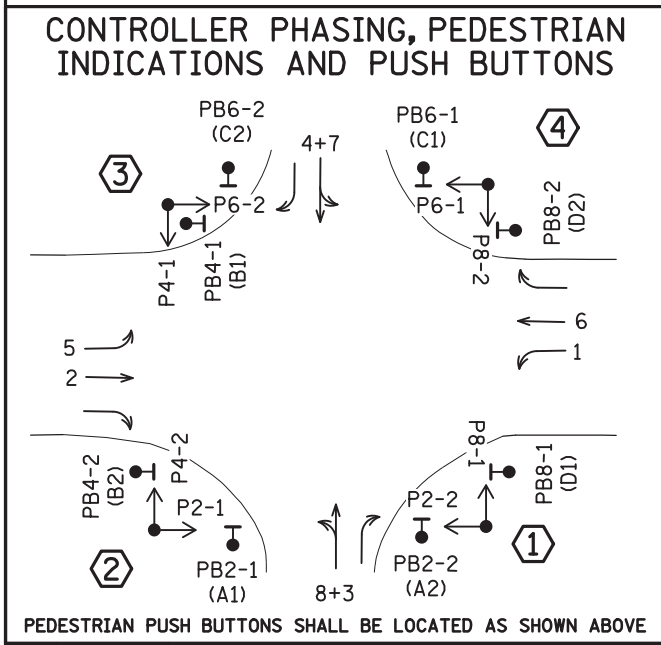 CONTROLLER PHASING, PEDESTRIAN
INDICATIONS AND PUSH BUTTONS
PB6-2
(C2)
4+7
PB6-1
(C1)
4
3
P6-2
P6-1
PB8-2
(D2)
P4-1
PB4-1
(B1)
P8-2
5
2
6
1
PB4-2
(B2)
P4-2
P8-1
PB8-1
(D1)
P2-1
P2-2
2
PB2-1
(A1)
8+3
PB2-2
(A2)
1
PEDESTRIAN PUSH BUTTONS SHALL BE LOCATED AS SHOWN ABOVE